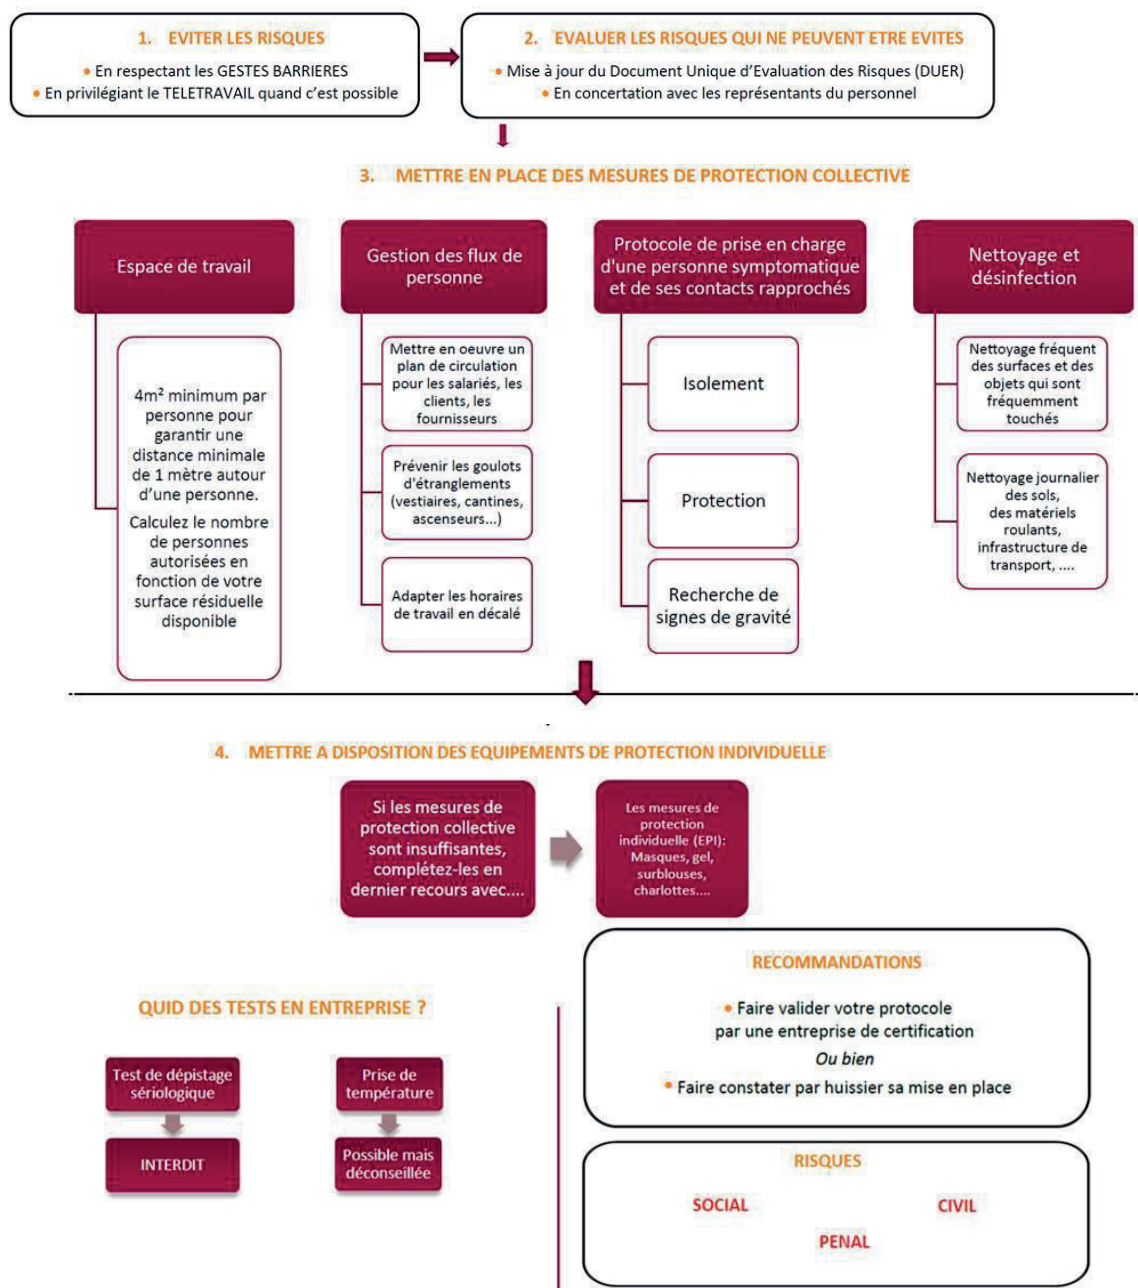 1. EVITER LES RISQUES
• En respectant les GESTES BARRIERES
• En privilégiant le TELETRAVAIL quand c'est possible
2. EVALUER LES RISQUES QUI NE PEUVENT ETRE EVITES
• Mise à jour du Document Unique d'Evaluation des Risques (DUER)
• En concertation avec les représentants du personnel
3. METTRE EN PLACE DES MESURES DE PROTECTION COLLECTIVE
Espace de travail
4m² minimum par
personne pour
garantir une
distance minimale
de 1 mètre autour
d'une personne.
Calculez le nombre
de personnes
autorisées en
fonction de votre
surface résiduelle
disponible
Gestion des flux de
personne
Mettre en oeuvre un
plan de circulation
pour les salariés, les
clients, les
fournisseurs
Prévenir les goulots
d'étranglements
(vestiaires, cantines,
ascenseurs...)
Adapter les horaires
de travail en décalé
Protocole de prise en charge
d'une personne symptomatique
et de ses contacts rapprochés
Isolement
Protection
Recherche de
signes de gravité
Nettoyage et
désinfection
Nettoyage fréquent
des surfaces et des
objets qui sont
fréquemment
touchés
Nettoyage journalier
des sols,
des matériels
roulants,
infrastructure de
transport, ....
4. METTRE A DISPOSITION DES EQUIPEMENTS DE PROTECTION INDIVIDUELLE
Si les mesures de
protection collective
sont insuffisantes,
complétez-les en
dernier recours avec....
Les mesures de
protection
individuelle (EPI):
Masques, gel,
surblouses,
charlottes....
QUID DES TESTS EN ENTREPRISE ?
Test de dépistage
sériologique
INTERDIT
Prise de
température
Possible mais
déconseillée
RECOMMANDATIONS
• Faire valider votre protocole
par une entreprise de certification
Ou bien
• Faire constater par huissier sa mise en place
RISQUES
SOCIAL
CIVIL
PENAL